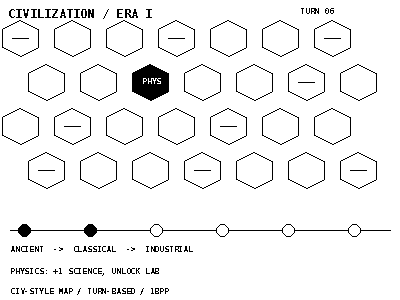 CIVILIZATION / ERA I
TURN 06
PHYS
ANCIENT -> CLASSICAL -> INDUSTRIAL
PHYSICS: +1 SCIENCE, UNLOCK LAB
CIV-STYLE MAP / TURN-BASED / 1BPP